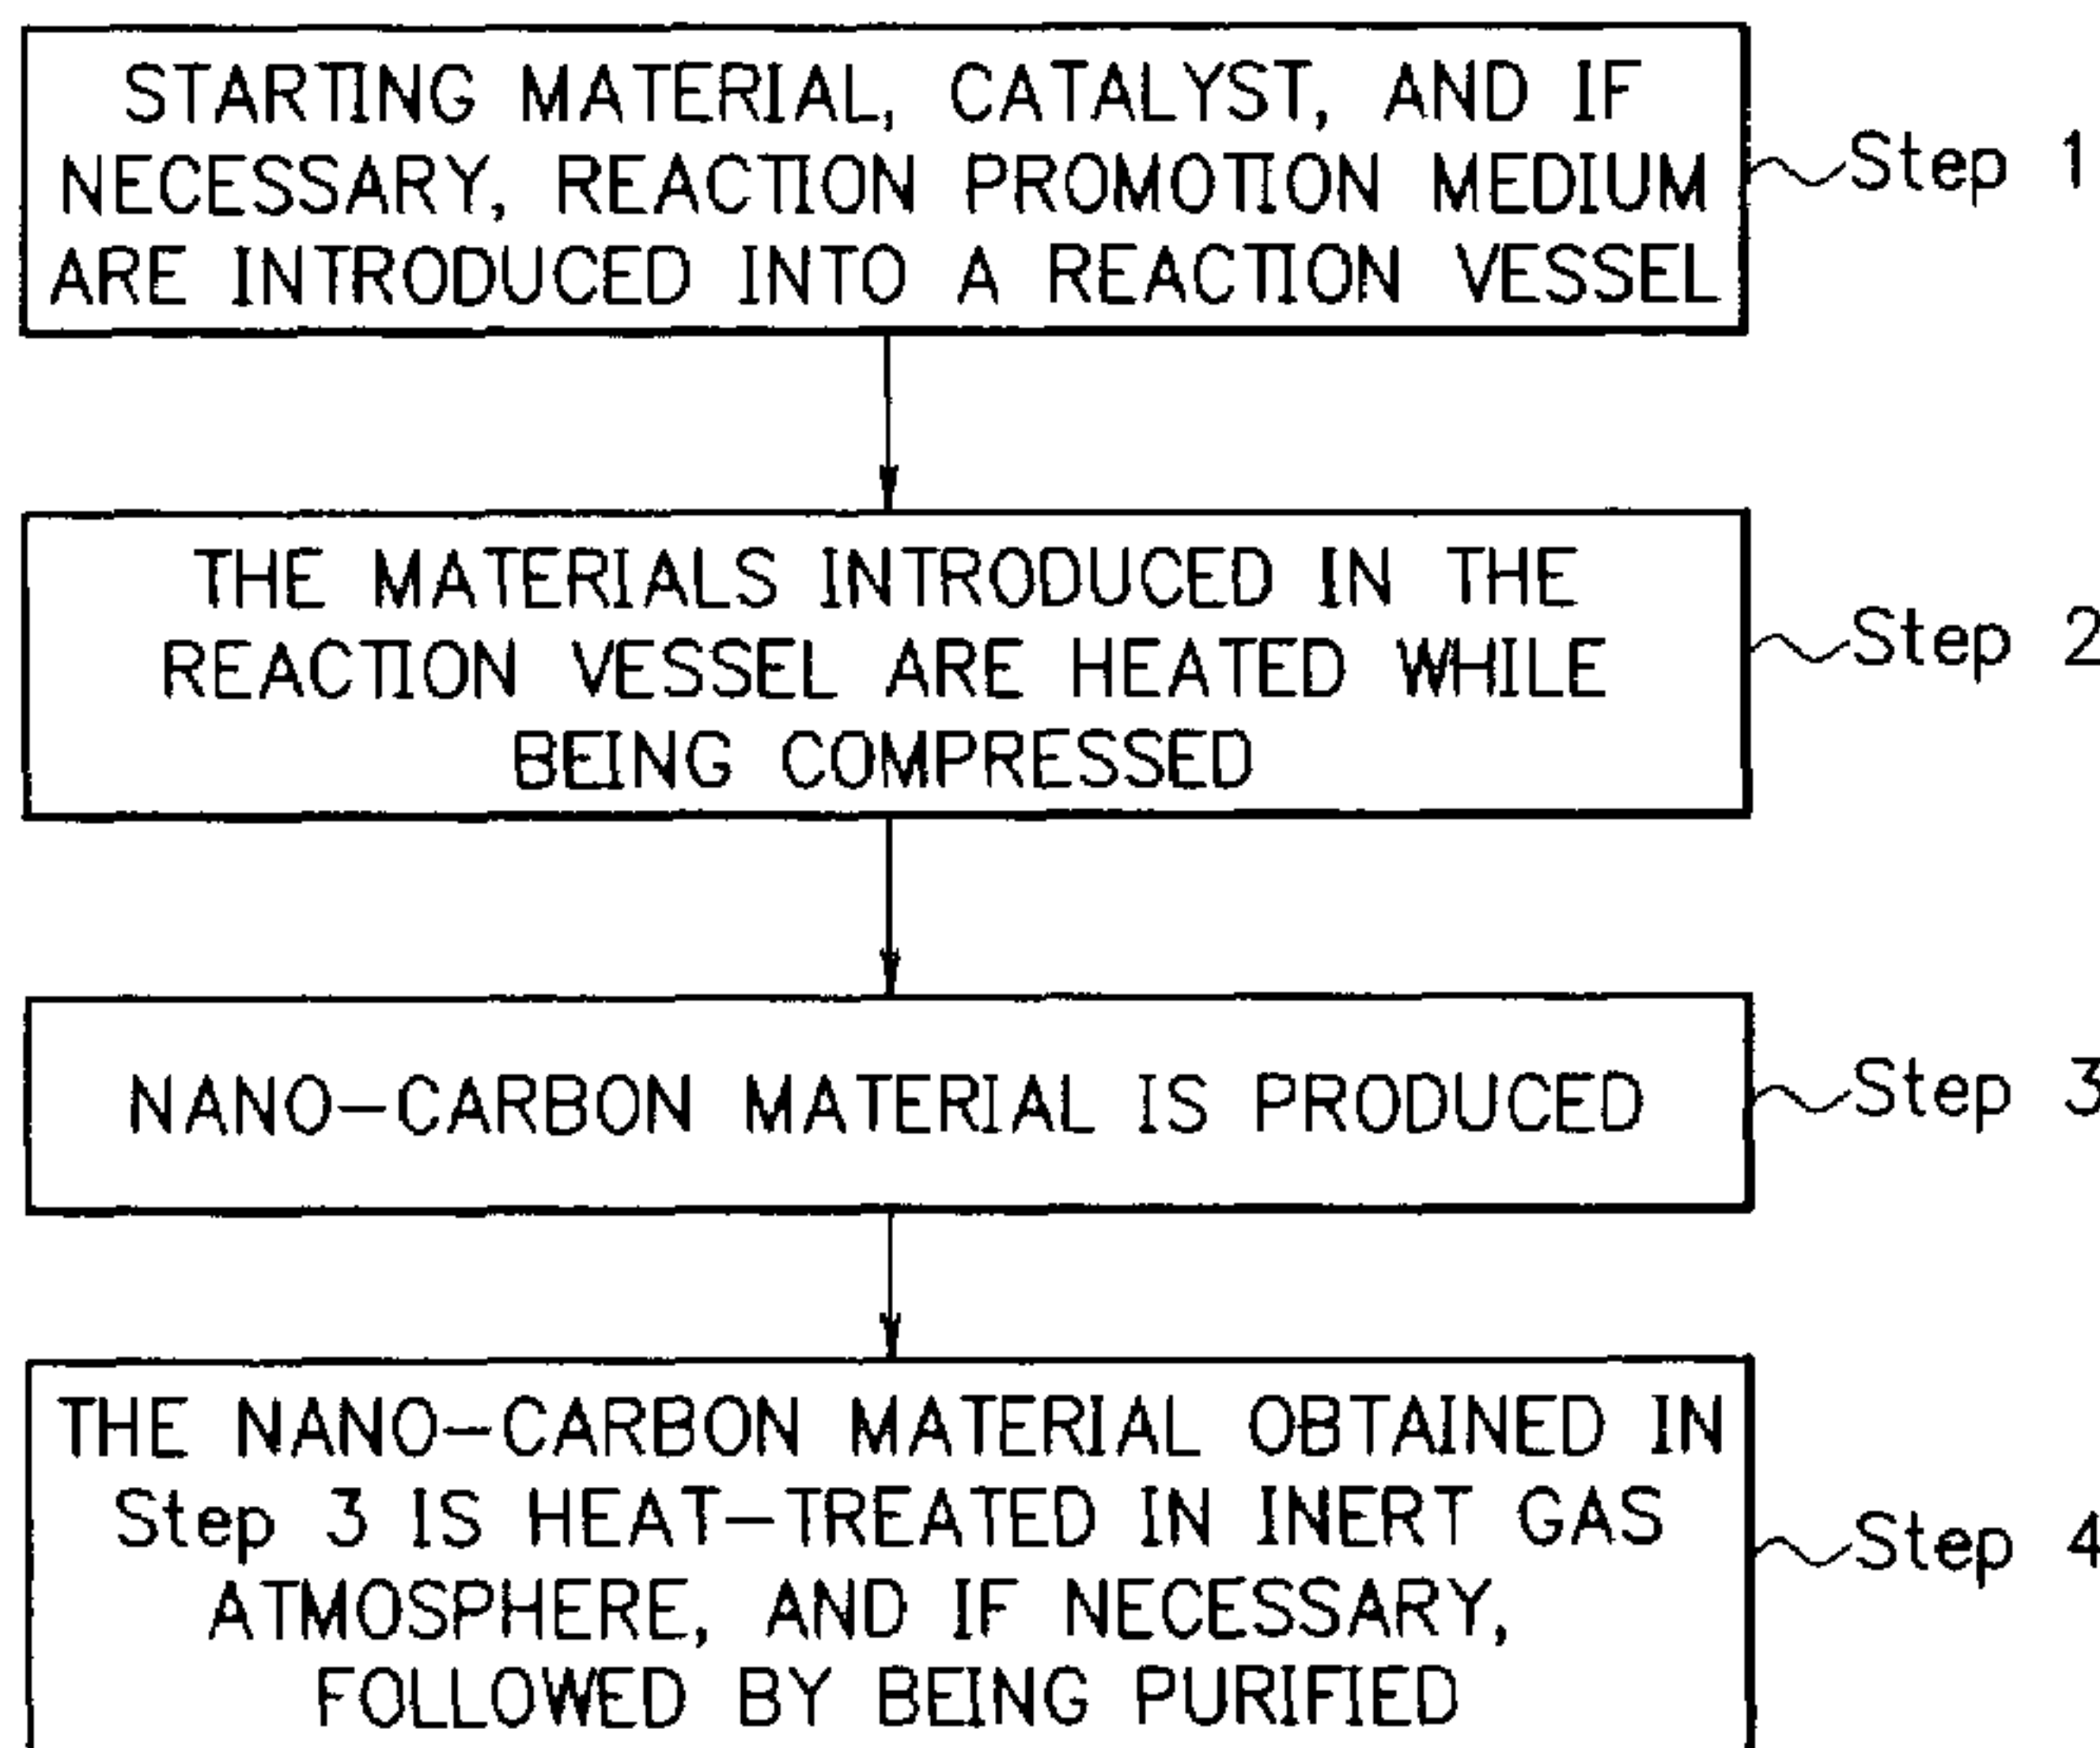 STARTING MATERIAL, CATALYST, AND IF
NECESSARY, REACTION PROMOTION MEDIUM
ARE INTRODUCED INTO A REACTION VESSEL
Step 1
THE MATERIALS INTRODUCED IN THE
REACTION VESSEL ARE HEATED WHILE
BEING COMPRESSED
Step 2
NANO-CARBON MATERIAL IS PRODUCED
Step 3
THE NANO-CARBON MATERIAL OBTAINED IN
Step 3 IS HEAT-TREATED IN INERT GAS
ATMOSPHERE, AND IF NECESSARY,
FOLLOWED BY BEING PURIFIED
Step 4